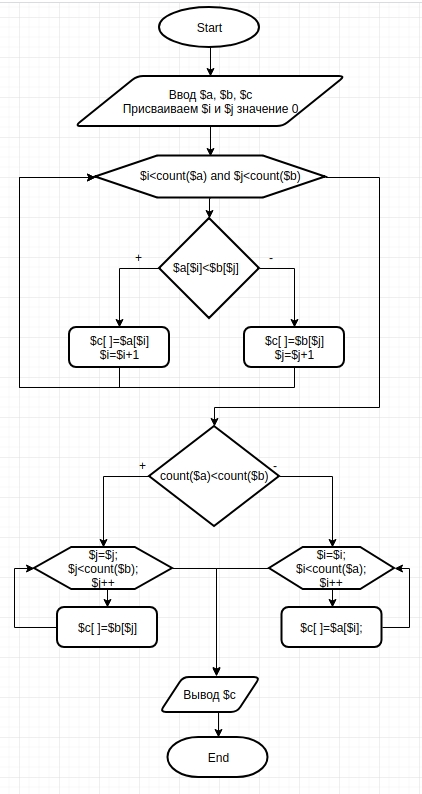 Start
Ввод $a, $b, $c
Присваиваем $i и $j значение 0
$i<count($a) and $j<count($b)
$a[$i]<$b[$j]
+
-
$c[ ]=$a[$i]
$i=$i+1
$c[ ]=$b[$j]
$j=$j+1
count($a)<count($b)
+
-
$j=$j;
$j<count($b);
$j++
$i=$i;
$i<count($a);
$i++
$c[ ]=$b[$j]
$c[ ]=$a[$i];
Вывод $c
End